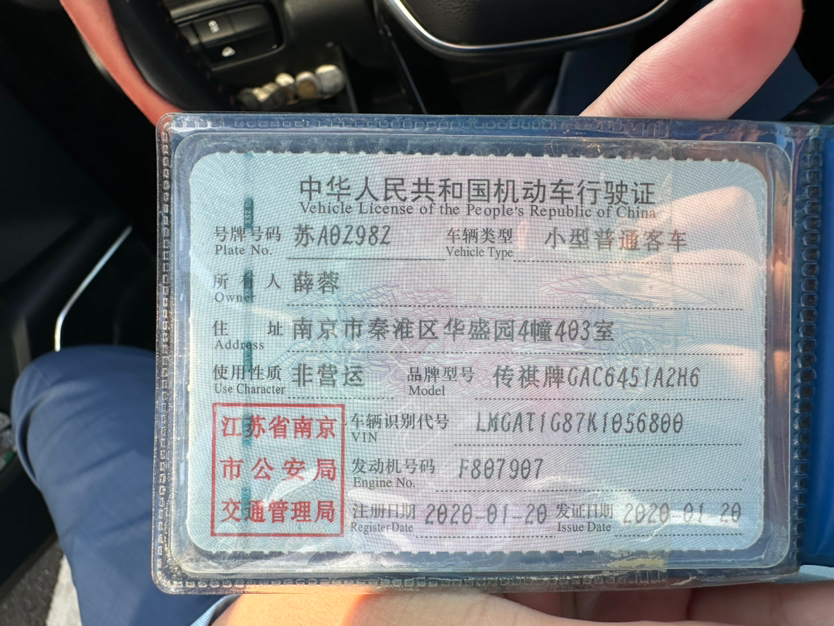 中华人民共和国机动车行驶证
Vehicle License of the People's Republic of China
号牌号码 苏A0Z98Z 车辆类型 小型普通客车
Plate No. Vehicle Type
所有人 薛蓉
Owner
住址 南京市秦淮区华盛园4幢403室
Address
使用性质 非营运 品牌型号 传祺牌GAC6451A2H6
Use Character Model
江苏省南京
市公安局
交通管理局
车辆识别代号 LMGAT1G87K1056800
VIN
发动机号码 F807907
Engine No.
注册日期 2020-01-20 发证日期 2020-01-20
Register Date Issue Date